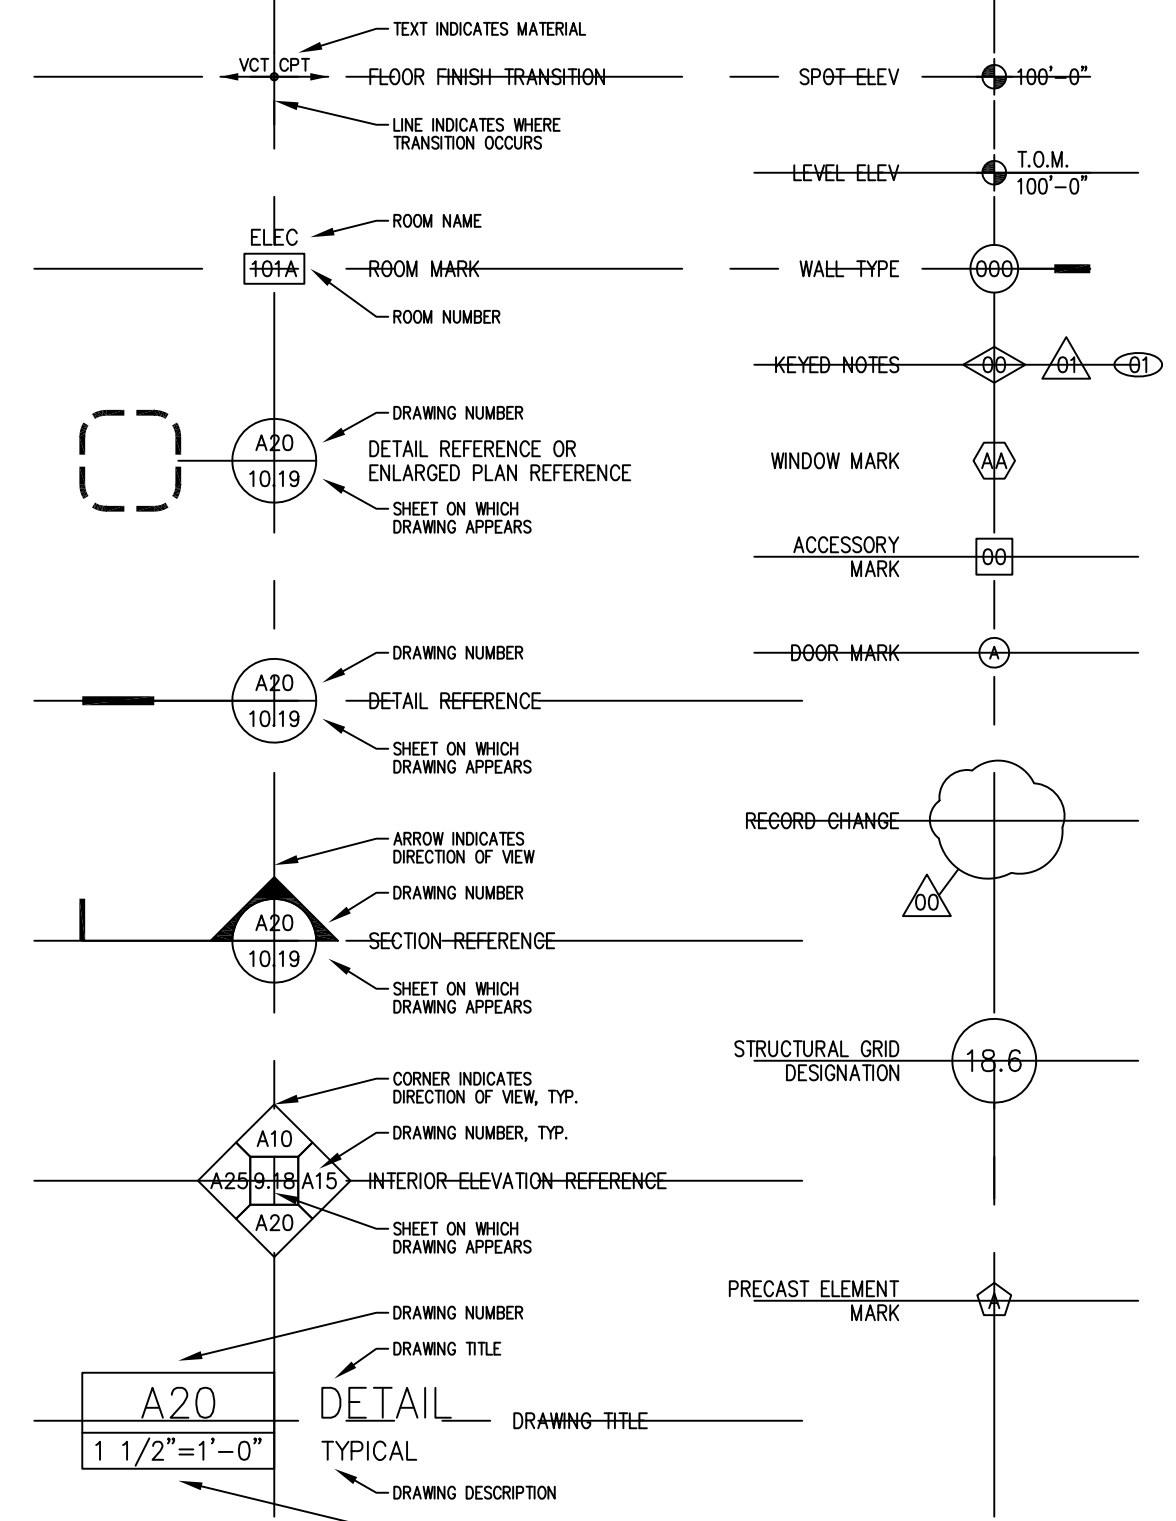 TEXT INDICATES MATERIAL
VCT CPT
FLOOR FINISH TRANSITION
LINE INDICATES WHERE
TRANSITION OCCURS
ROOM NAME
ELEC
101A
ROOM MARK
ROOM NUMBER
DRAWING NUMBER
A20
10.19
DETAIL REFERENCE OR
ENLARGED PLAN REFERENCE
SHEET ON WHICH
DRAWING APPEARS
DRAWING NUMBER
A20
10.19
DETAIL REFERENCE
SHEET ON WHICH
DRAWING APPEARS
ARROW INDICATES
DIRECTION OF VIEW
DRAWING NUMBER
A20
10.19
SECTION REFERENCE
SHEET ON WHICH
DRAWING APPEARS
CORNER INDICATES
DIRECTION OF VIEW, TYP.
DRAWING NUMBER, TYP.
A10
A25 9.18 A15
A20
INTERIOR ELEVATION REFERENCE
SHEET ON WHICH
DRAWING APPEARS
DRAWING NUMBER
DRAWING TITLE
A20
1 1/2"=1'-0"
DETAIL
TYPICAL
DRAWING TITLE
DRAWING DESCRIPTION
SPOT ELEV
100'-0"
LEVEL ELEV
T.O.M.
100'-0"
WALL TYPE
000
KEYED NOTES
00 01 01
WINDOW MARK
AA
ACCESSORY
MARK
00
DOOR MARK
A
RECORD CHANGE
00
STRUCTURAL GRID
DESIGNATION
18.6
PRECAST ELEMENT
MARK
A